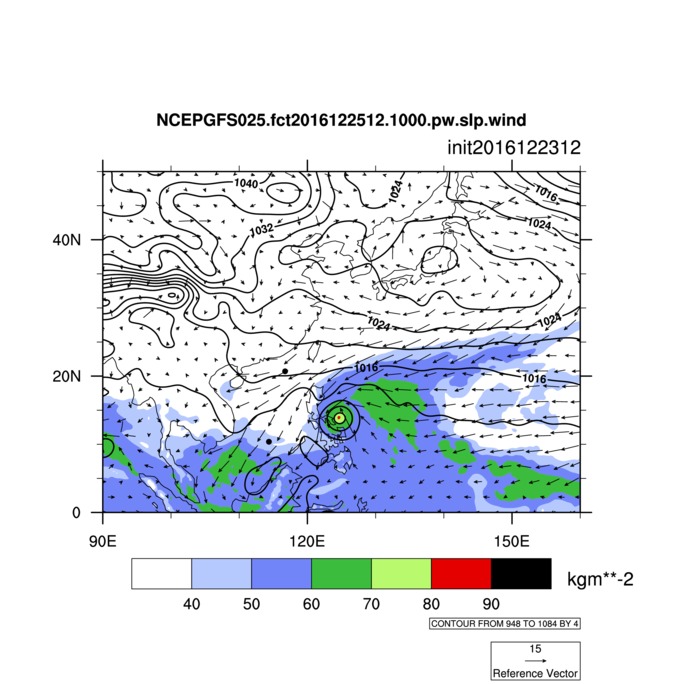 NCEPGFS025.fct2016122512.1000.pw.slp.wind
init2016122312
1040
1024
1016
1032
1024
40N
1024
1024
20N
1016
1016
0
90E 120E 150E
kgm**-2
40 50 60 70 80 90
CONTOUR FROM 948 TO 1084 BY 4
15
Reference Vector